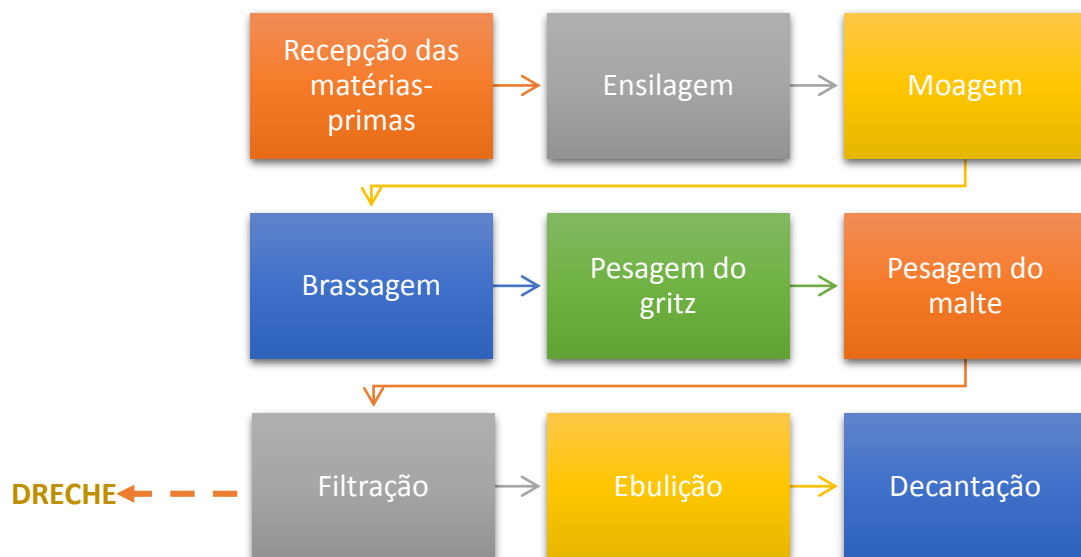 Recepção das
matérias-
primas
Ensilagem
Moagem
Brassagem
Pesagem do
gritz
Pesagem do
malte
DRECHE
Filtração
Ebulição
Decantação